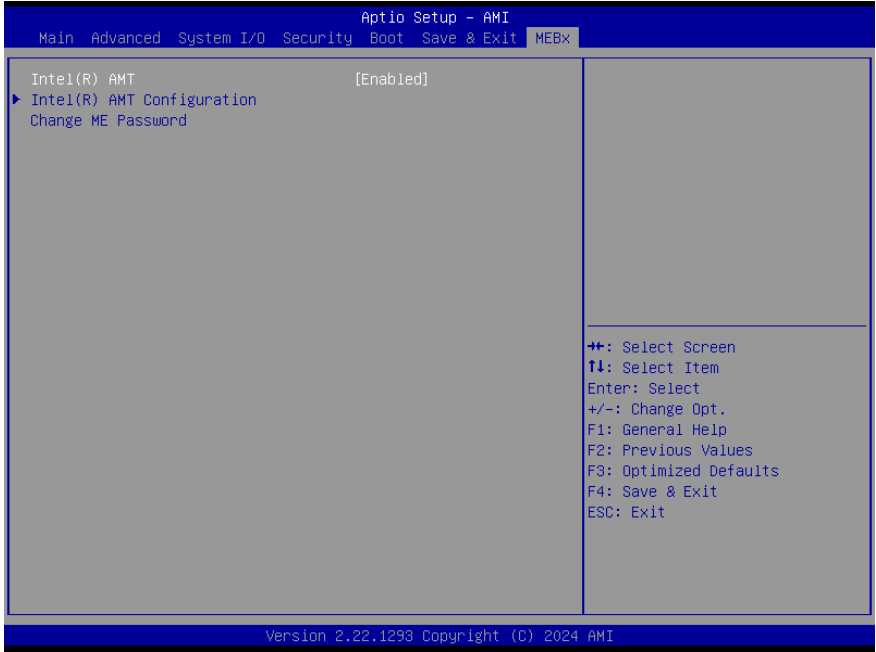 Aptio Setup – AMI
Main Advanced System I/O Security Boot Save & Exit MEBx
Intel(R) AMT [Enabled]
Intel(R) AMT Configuration
Change ME Password
→←: Select Screen
↑↓: Select Item
Enter: Select
+/-: Change Opt.
F1: General Help
F2: Previous Values
F3: Optimized Defaults
F4: Save & Exit
ESC: Exit
Version 2.22.1293 Copyright (C) 2024 AMI